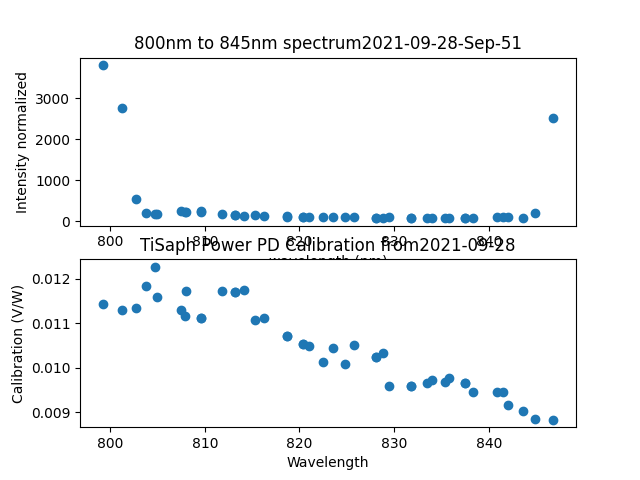 800nm to 845nm spectrum2021-09-28-Sep-51
Intensity normalized
3000
2000
1000
0
800 810 820 830 840
wavelength (nm)
TiSaph Power PD Calibration from2021-09-28
Calibration (V/W)
0.012
0.011
0.010
0.009
800 810 820 830 840
Wavelength